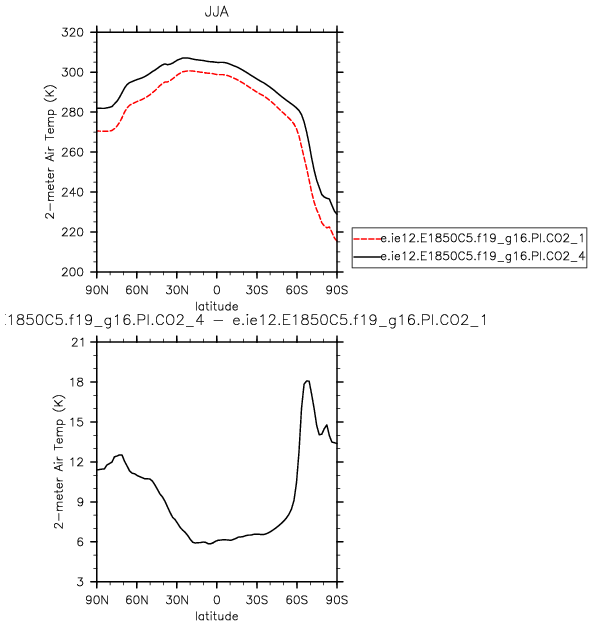 JJA
320
300
280
260
240
220
200
2-meter Air Temp (K)
90N 60N 30N 0 30S 60S 90S
latitude
e.ie12.E1850C5.f19_g16.PI.CO2_1
e.ie12.E1850C5.f19_g16.PI.CO2_4
.1850C5.f19_g16.PI.CO2_4 - e.ie12.E1850C5.f19_g16.PI.CO2_1
21
18
15
12
9
6
3
2-meter Air Temp (K)
90N 60N 30N 0 30S 60S 90S
latitude